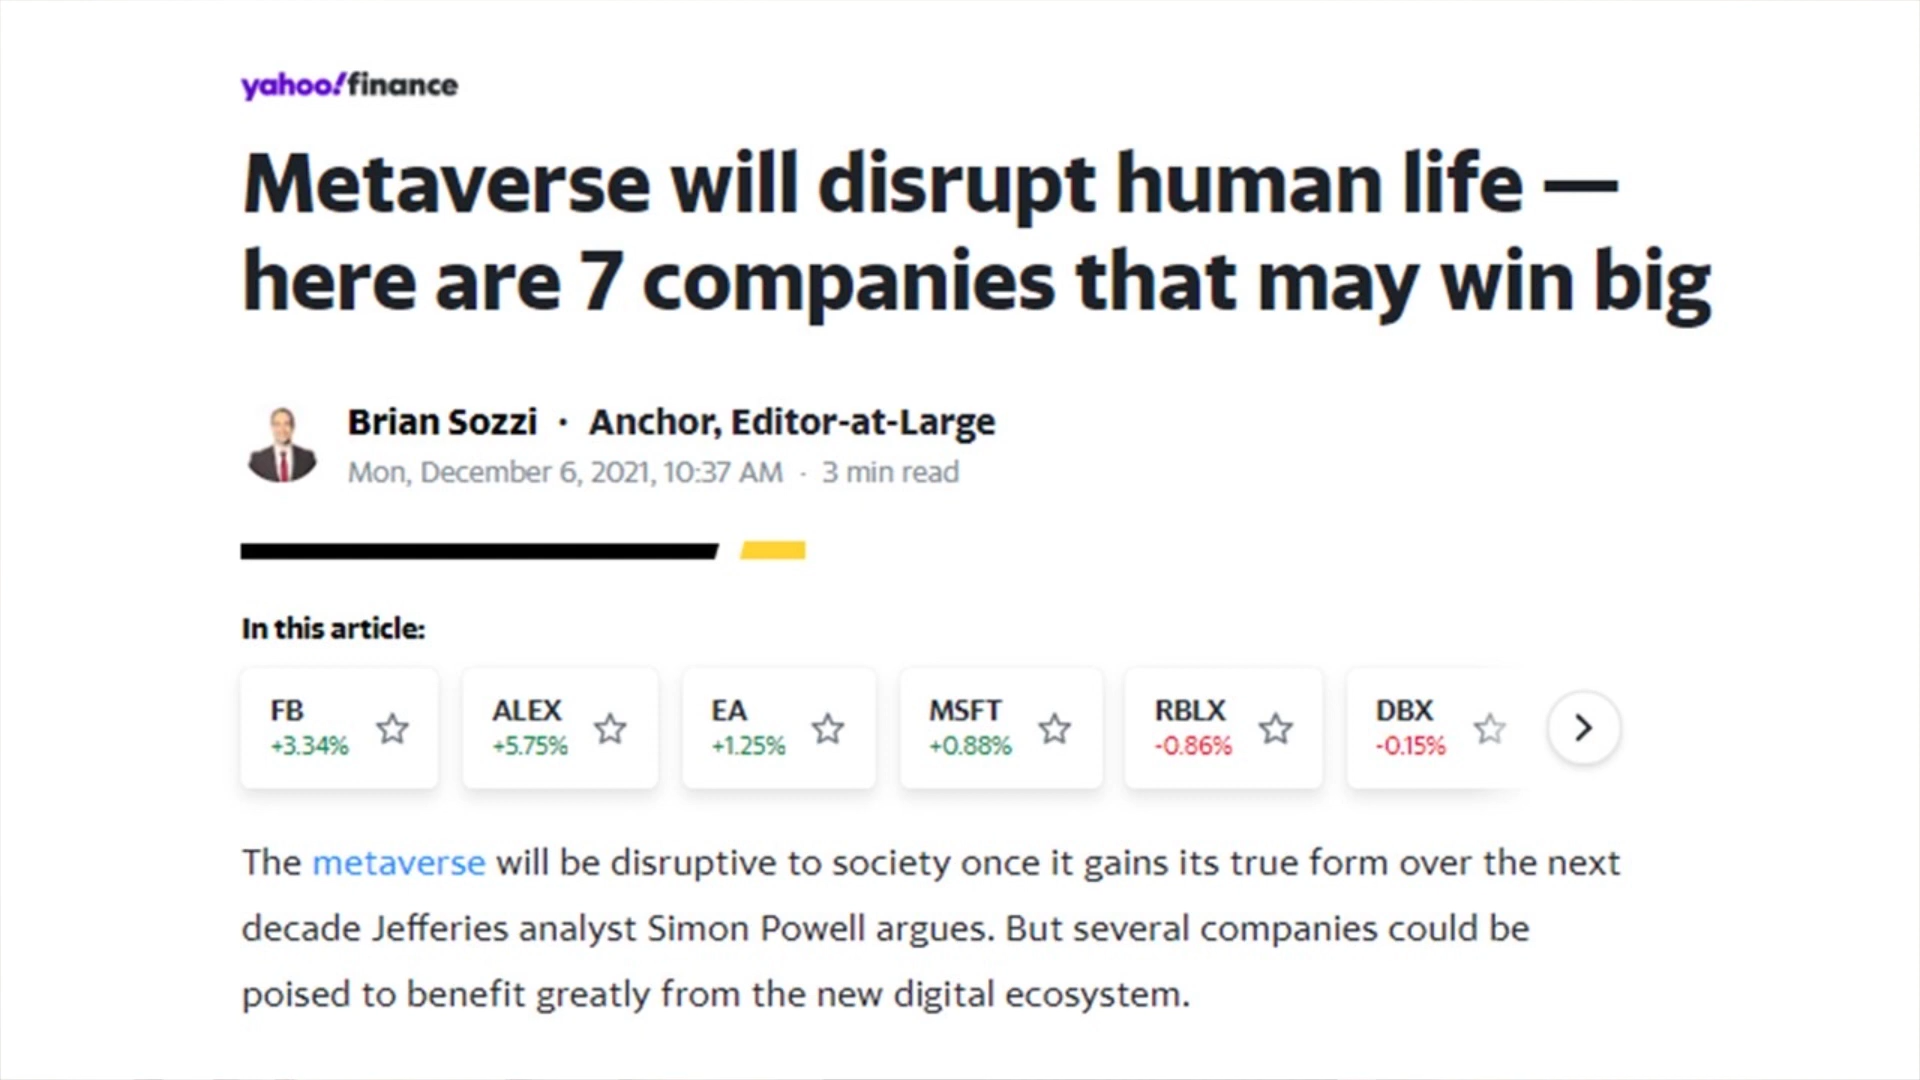 yahoo!finance
Metaverse will disrupt human life —
here are 7 companies that may win big
Brian Sozzi · Anchor, Editor-at-Large
Mon, December 6, 2021, 10:37 AM · 3 min read
In this article:
FB ALEX EA MSFT RBLX DBX
+3.34% +5.75% +1.25% +0.88% -0.86% -0.15%
The metaverse will be disruptive to society once it gains its true form over the next
decade Jefferies analyst Simon Powell argues. But several companies could be
poised to benefit greatly from the new digital ecosystem.